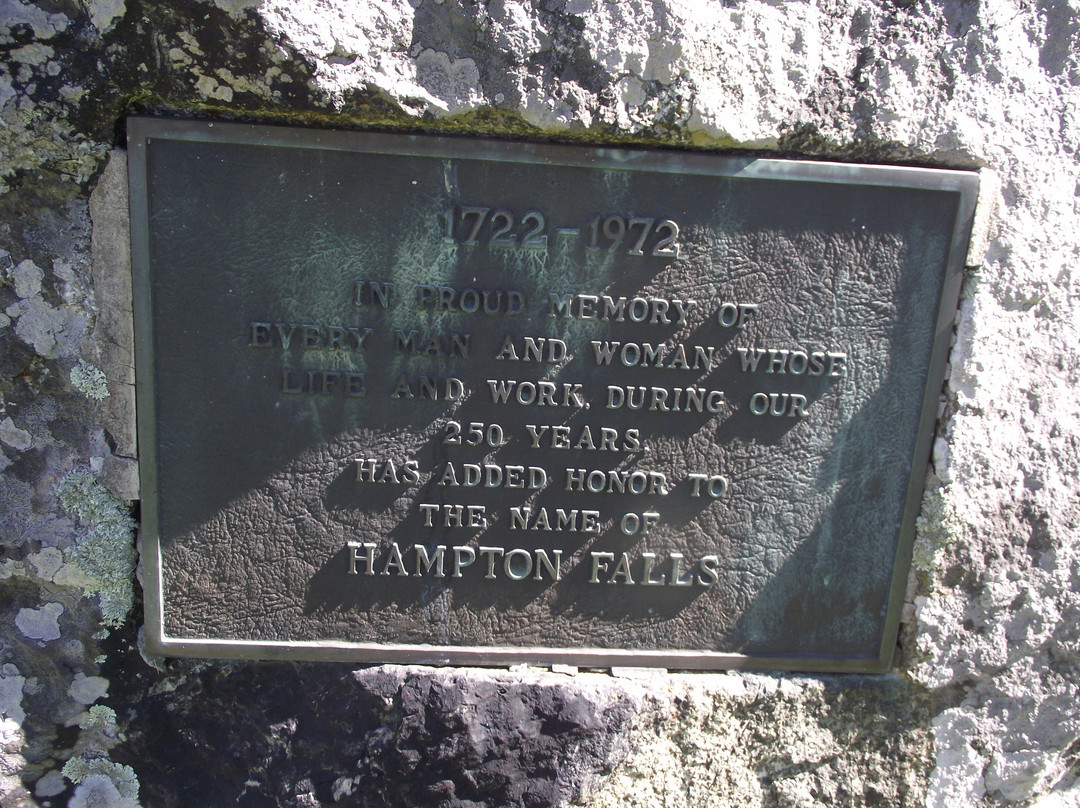 1722 - 1972
IN PROUD MEMORY OF
EVERY MAN AND WOMAN WHOSE
LIFE AND WORK, DURING OUR
250 YEARS,
HAS ADDED HONOR TO
THE NAME OF
HAMPTON FALLS